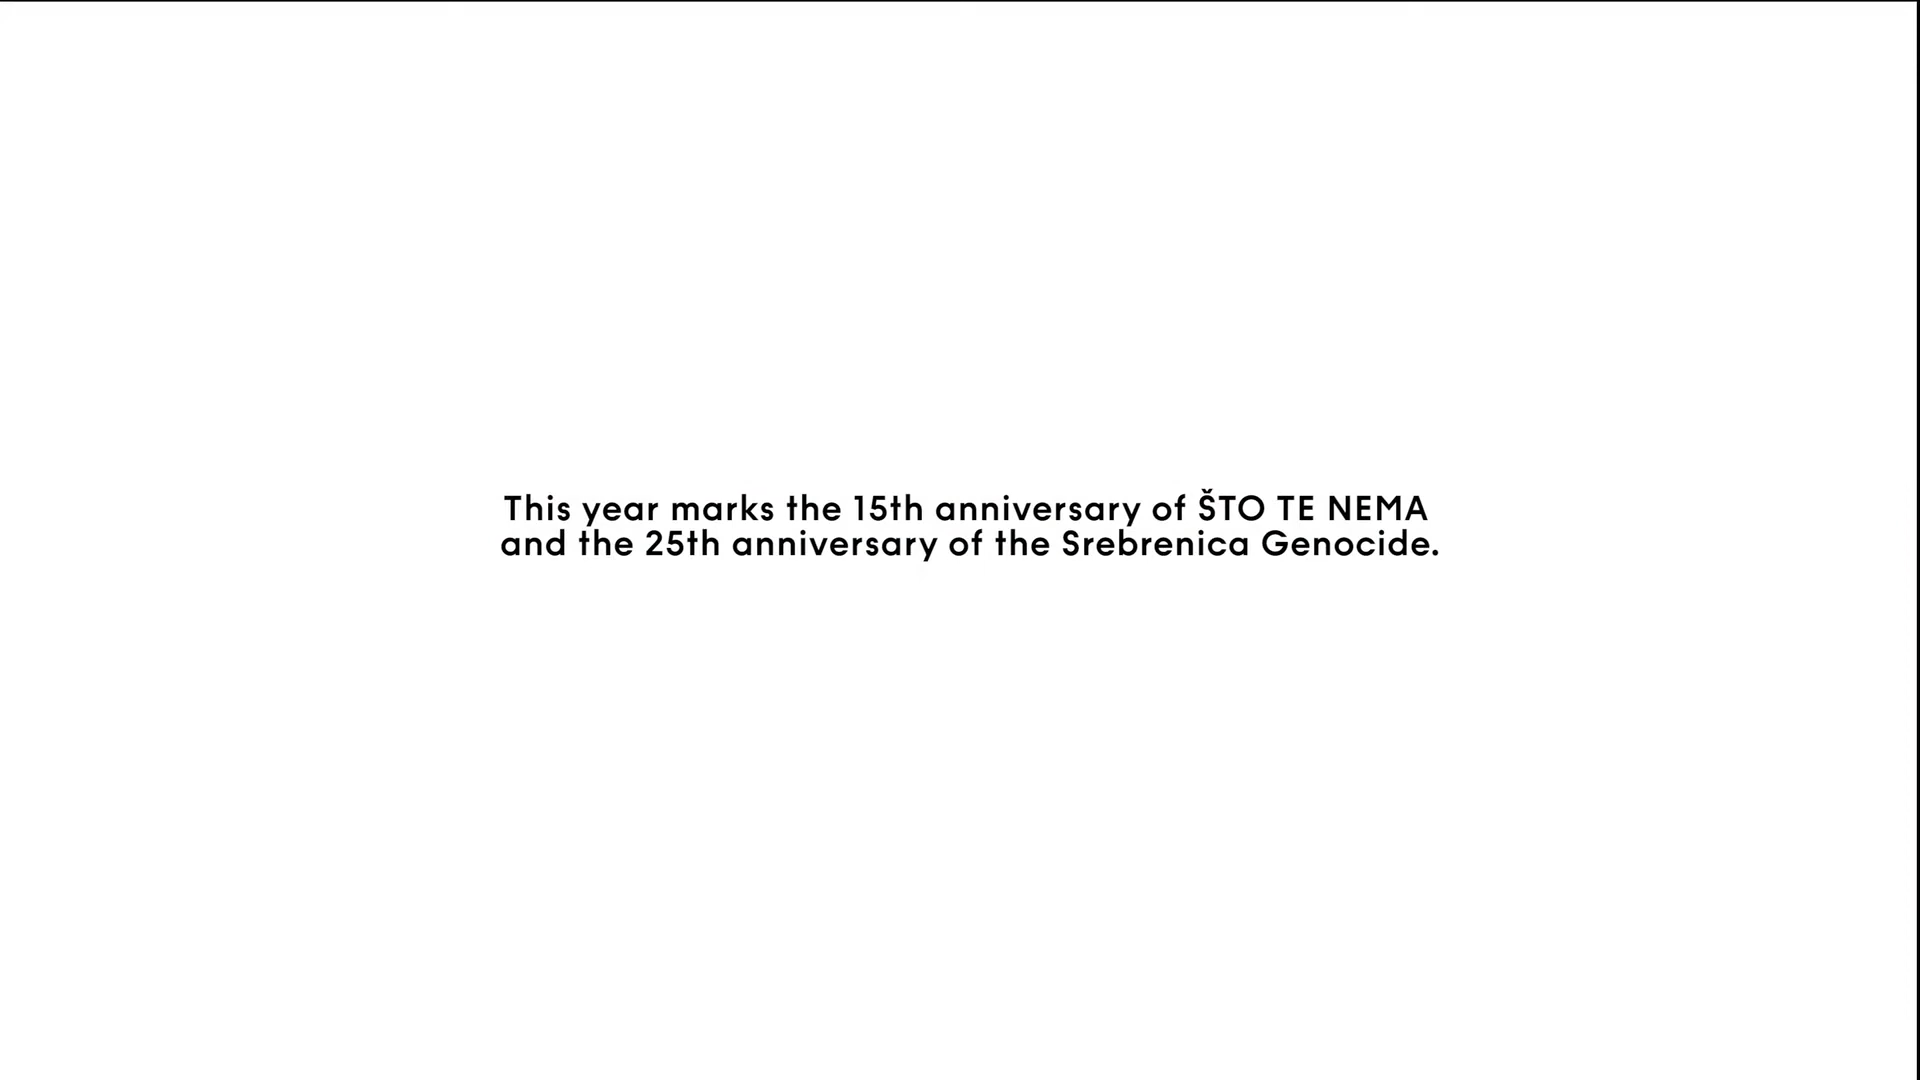 This year marks the 15th anniversary of ŠTO TE NEMA
and the 25th anniversary of the Srebrenica Genocide.